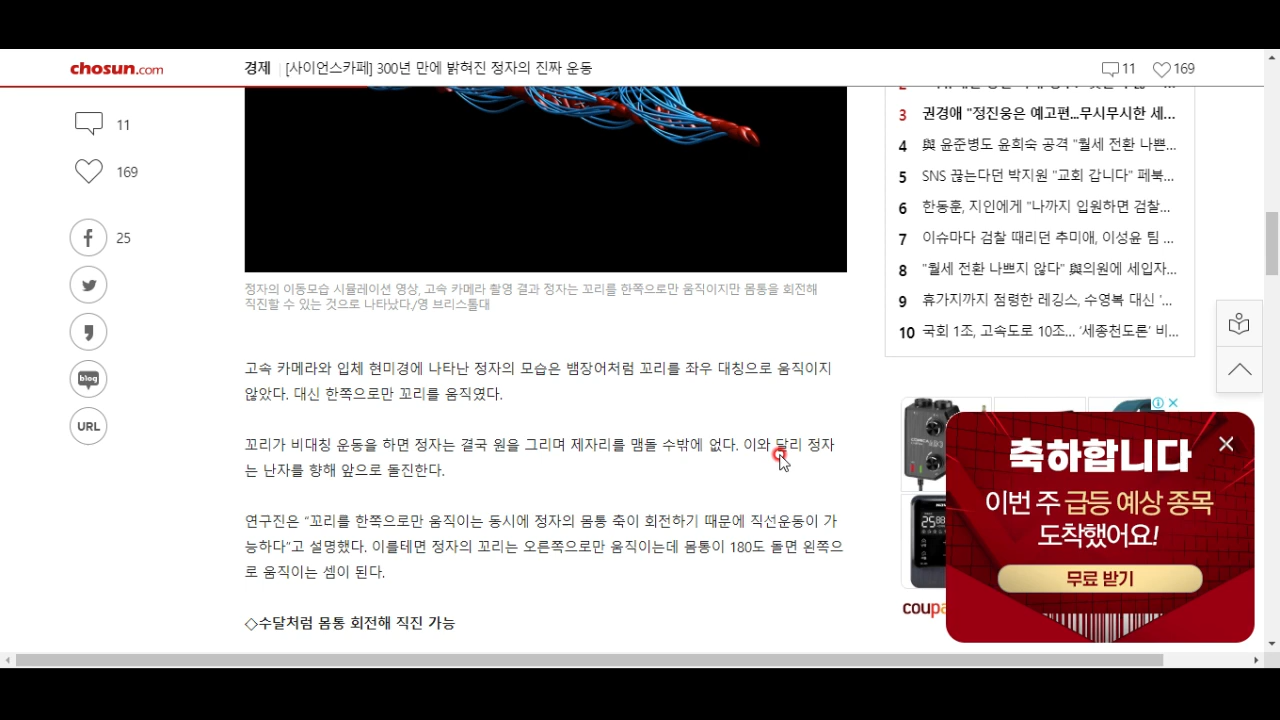 chosun.com
경제 [사이언스카페] 300년 만에 밝혀진 정자의 진짜 운동
11 169
11
169
25
blog
URL
정자의 이동모습 시뮬레이션 영상, 고속 카메라 촬영 결과 정자는 꼬리를 한쪽으로만 움직이지만 몸통을 회전해
직진할 수 있는 것으로 나타났다./영 브리스톨대
고속 카메라와 입체 현미경에 나타난 정자의 모습은 뱀장어처럼 꼬리를 좌우 대칭으로 움직이지
않았다. 대신 한쪽으로만 꼬리를 움직였다.
꼬리가 비대칭 운동을 하면 정자는 결국 원을 그리며 제자리를 맴돌 수밖에 없다. 이와 달리 정자
는 난자를 향해 앞으로 돌진한다.
연구진은 "꼬리를 한쪽으로만 움직이는 동시에 정자의 몸통 축이 회전하기 때문에 직선운동이 가
능하다"고 설명했다. 이를테면 정자의 꼬리는 오른쪽으로만 움직이는데 몸통이 180도 돌면 왼쪽으
로 움직이는 셈이 된다.
◇수달처럼 몸통 회전해 직진 가능
3 권경애 "정진웅은 예고편...무시무시한 세...
4 與 윤준병도 윤희숙 공격 "월세 전환 나쁜...
5 SNS 끊는다던 박지원 "교회 갑니다" 페북...
6 한동훈, 지인에게 "나까지 입원하면 검찰...
7 이슈마다 검찰 때리던 추미애, 이성윤 팀 ...
8 "월세 전환 나쁘지 않다" 與의원에 세입자...
9 휴가지까지 점령한 레깅스, 수영복 대신 '...
10 국회 1조, 고속도로 10조... '세종천도론' 비...
축하합니다
이번 주 급등 예상 종목
도착했어요!
무료 받기
coupa